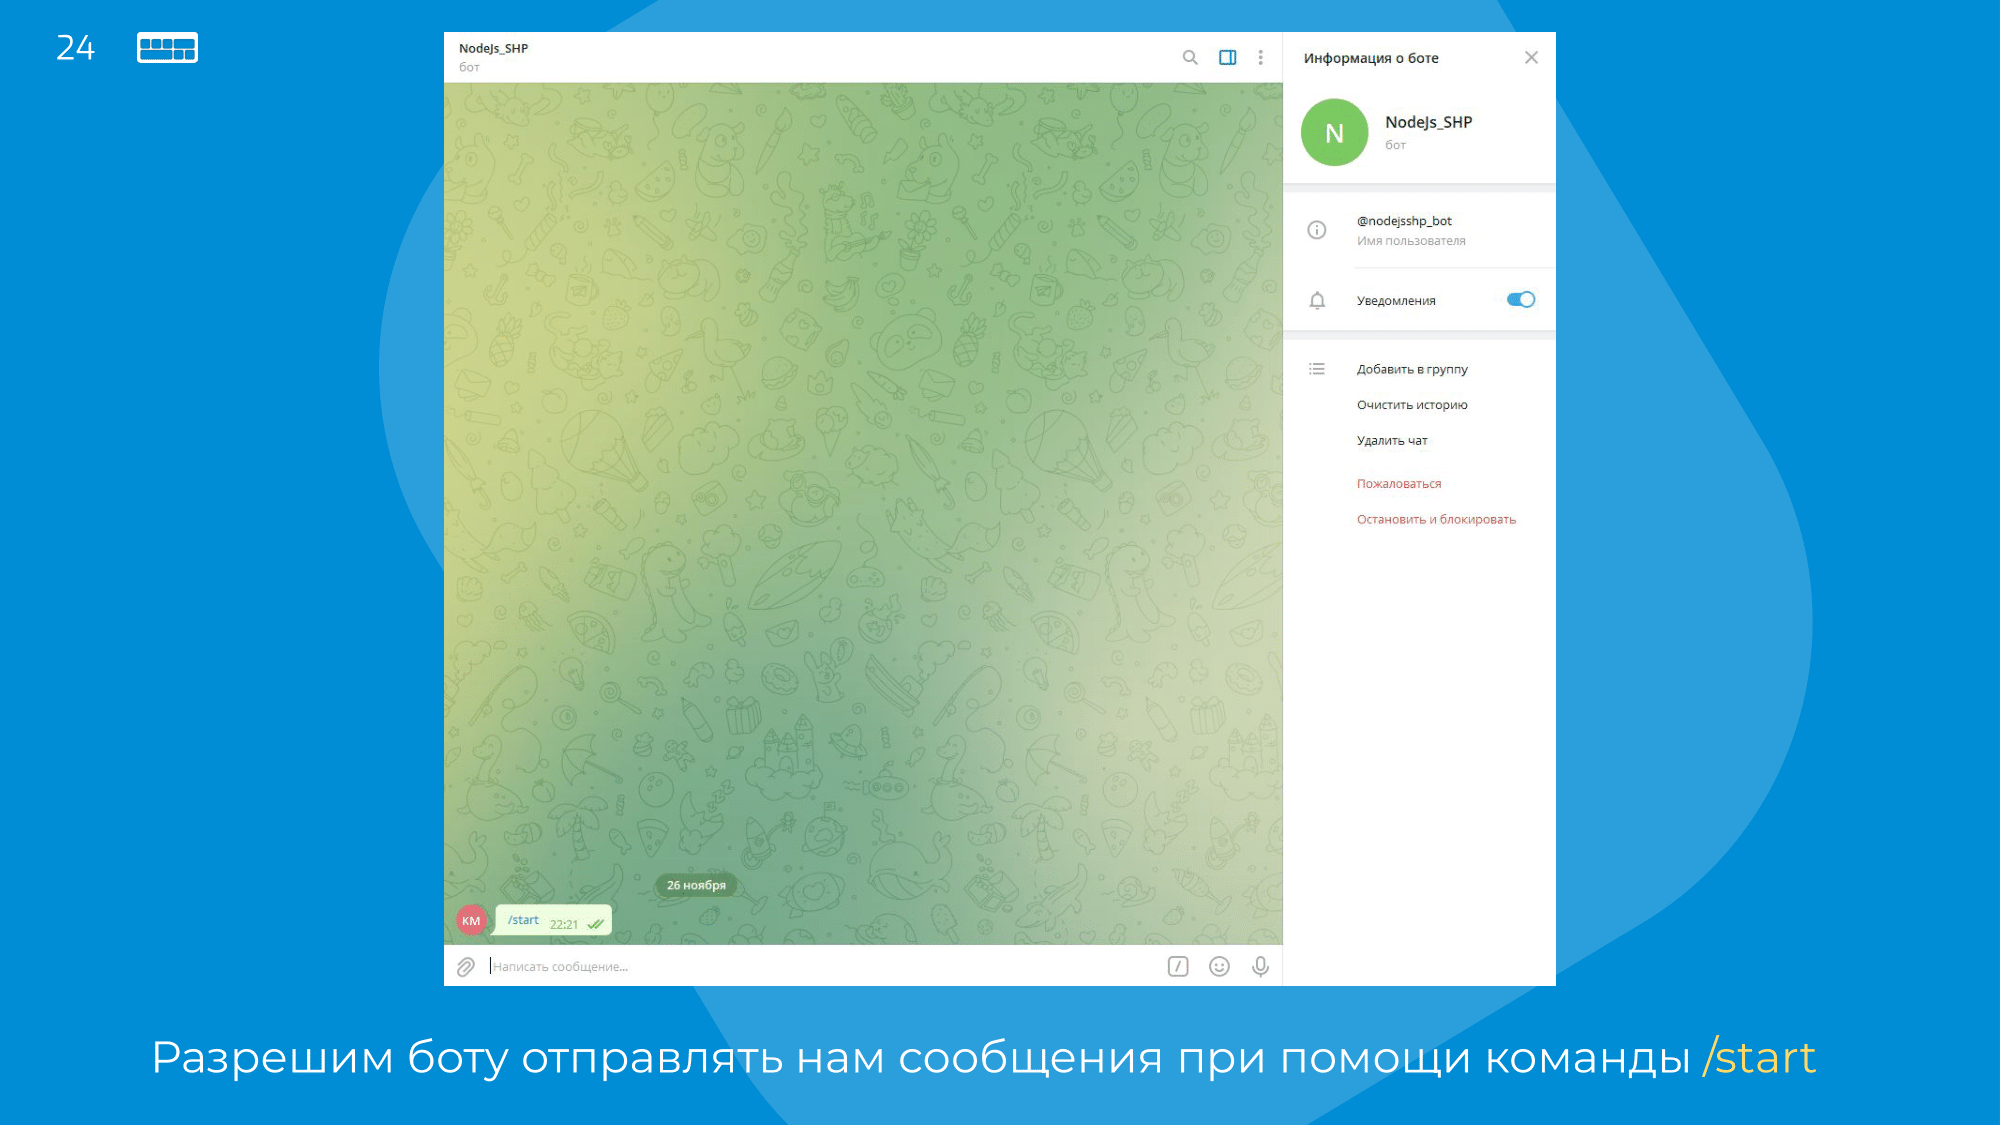 24
NodeJs_SHP
бот
Информация о боте
N
NodeJs_SHP
бот
@nodejsshp_bot
Имя пользователя
Уведомления
Добавить в группу
Очистить историю
Удалить чат
Пожаловаться
Остановить и блокировать
26 ноября
КМ
/start 22:21
Написать сообщение...
Разрешим боту отправлять нам сообщения при помощи команды /start